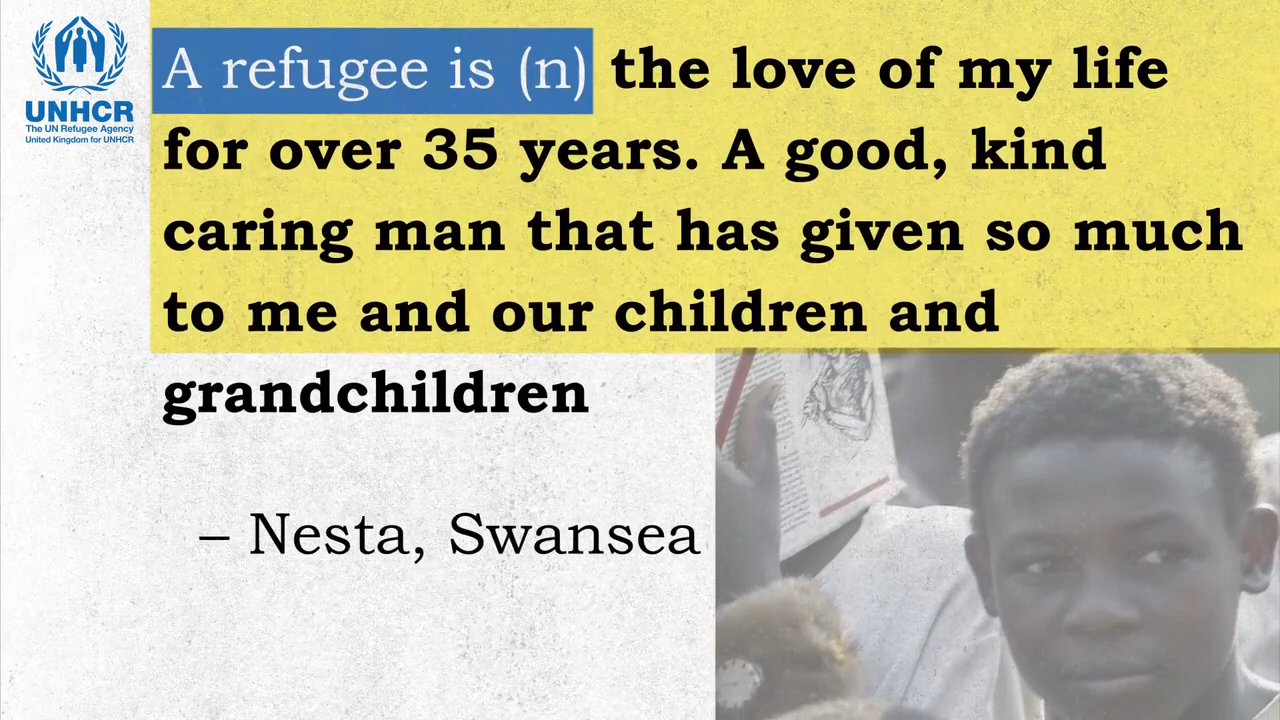 UNHCR
The UN Refugee Agency
United Kingdom for UNHCR
A refugee is (n) the love of my life
for over 35 years. A good, kind
caring man that has given so much
to me and our children and
grandchildren
– Nesta, Swansea